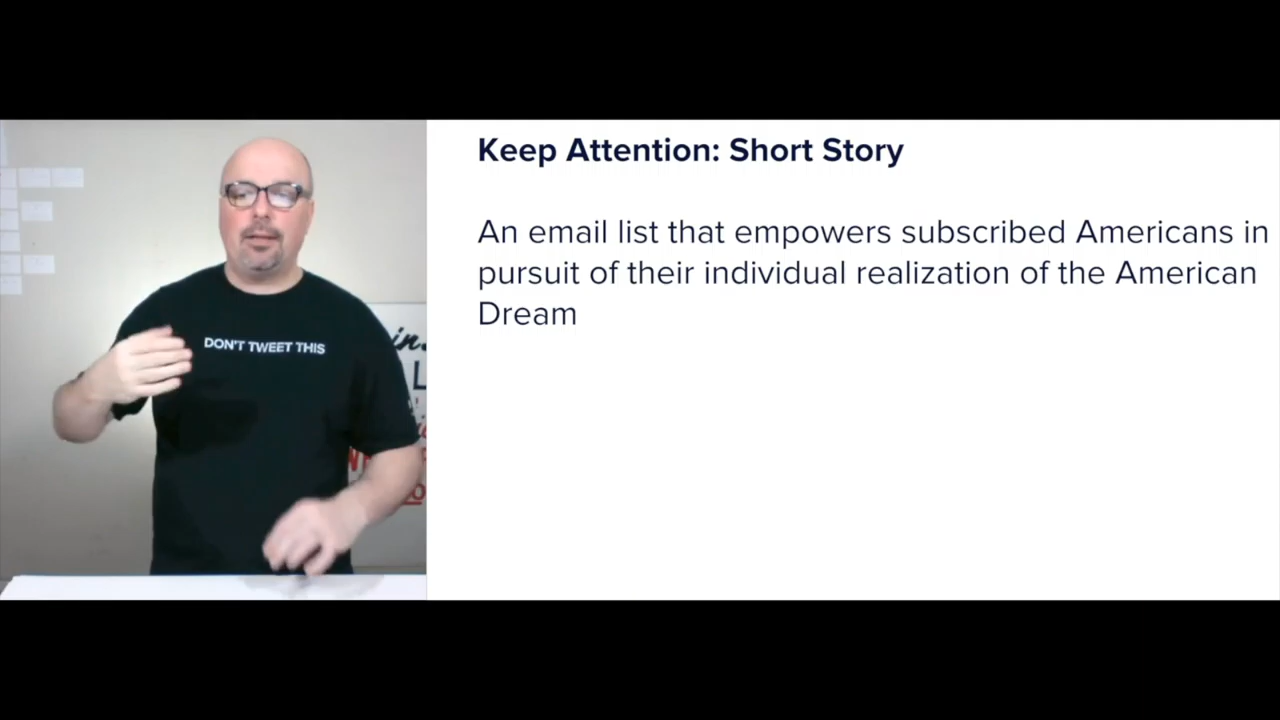 Keep Attention: Short Story
An email list that empowers subscribed Americans in
pursuit of their individual realization of the American
Dream
DON'T TWEET THIS
in.
L